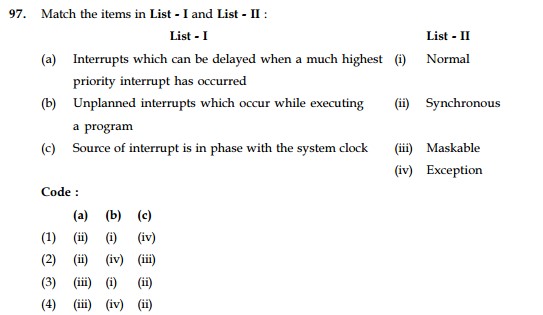 97. Match the items in List - I and List - II :
List - I List - II
(a) Interrupts which can be delayed when a much highest (i) Normal
priority interrupt has occurred
(b) Unplanned interrupts which occur while executing (ii) Synchronous
a program
(c) Source of interrupt is in phase with the system clock (iii) Maskable
(iv) Exception
Code :
(a) (b) (c)
(1) (ii) (i) (iv)
(2) (ii) (iv) (iii)
(3) (iii) (i) (ii)
(4) (iii) (iv) (ii)